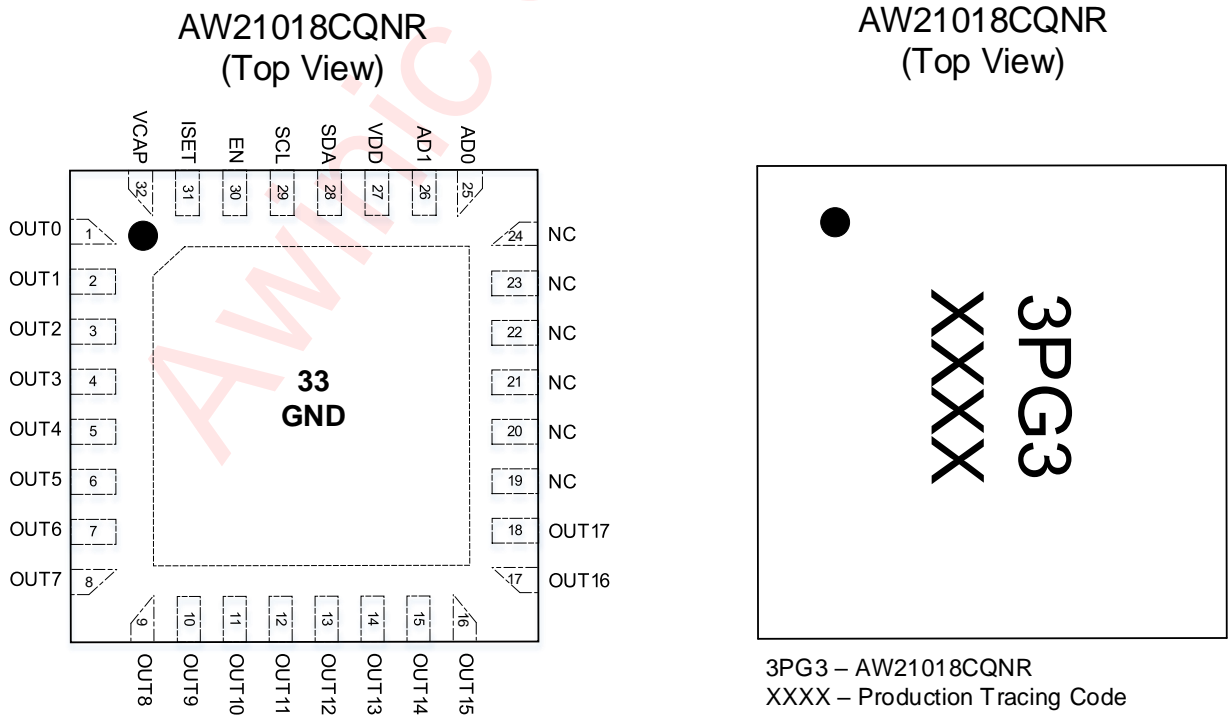 AW21018CQNR
(Top View)
VCAP
ISET
EN
SCL
SDA
VDD
AD1
AD0
32
31
30
29
28
27
26
25
OUT0 1
OUT1 2
OUT2 3
OUT3 4
OUT4 5
OUT5 6
OUT6 7
OUT7 8
24 NC
23 NC
22 NC
21 NC
20 NC
19 NC
18 OUT17
17 OUT16
33
GND
9
10
11
12
13
14
15
16
OUT8
OUT9
OUT10
OUT11
OUT12
OUT13
OUT14
OUT15
Awinic
AW21018CQNR
(Top View)
3PG3
XXXX
3PG3 – AW21018CQNR
XXXX – Production Tracing Code